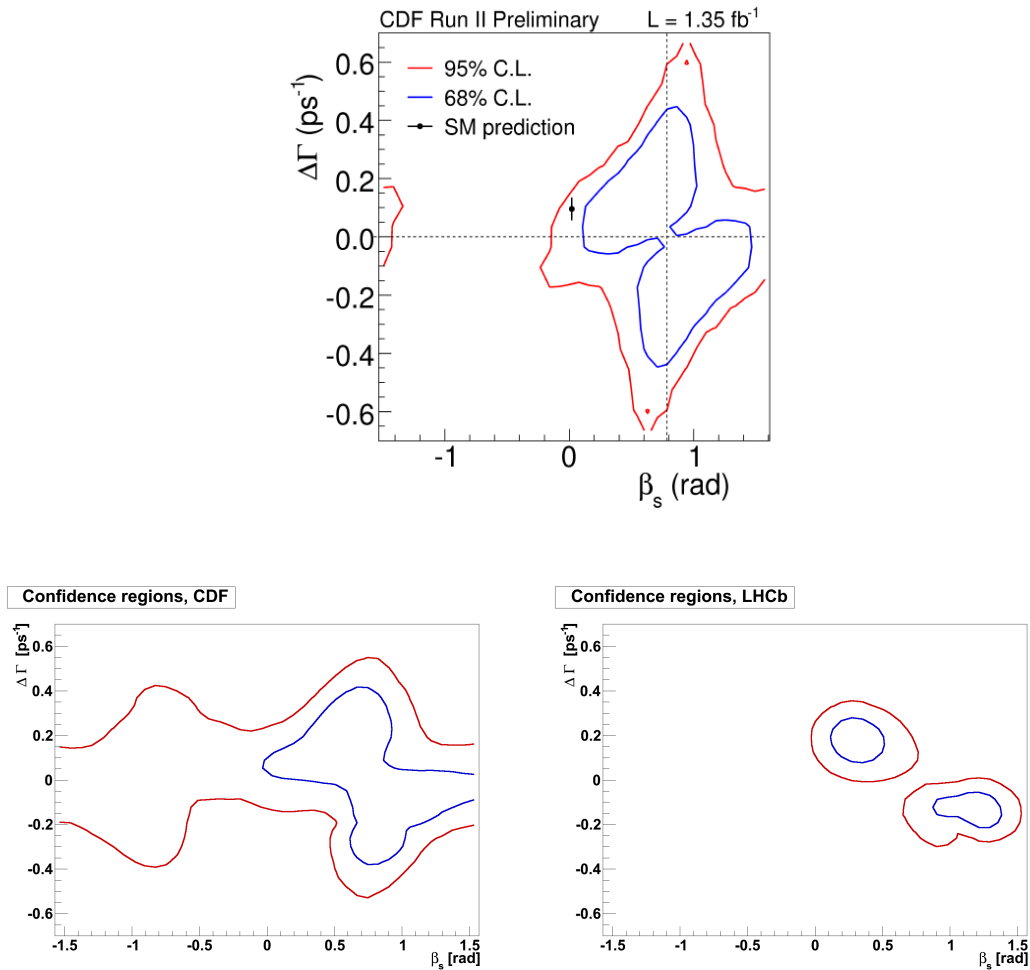 CDF Run II Preliminary L = 1.35 fb⁻¹
95% C.L.
68% C.L.
SM prediction
ΔΓ (ps⁻¹)
0.6
0.4
0.2
0.0
-0.2
-0.4
-0.6
-1 0 1
βₛ (rad)
Confidence regions, CDF
Δ Γ [ps⁻¹]
0.6
0.4
0.2
0
-0.2
-0.4
-0.6
-1.5 -1 -0.5 0 0.5 1 1.5
βₛ [rad]
Confidence regions, LHCb
Δ Γ [ps⁻¹]
0.6
0.4
0.2
0
-0.2
-0.4
-0.6
-1.5 -1 -0.5 0 0.5 1 1.5
βₛ [rad]